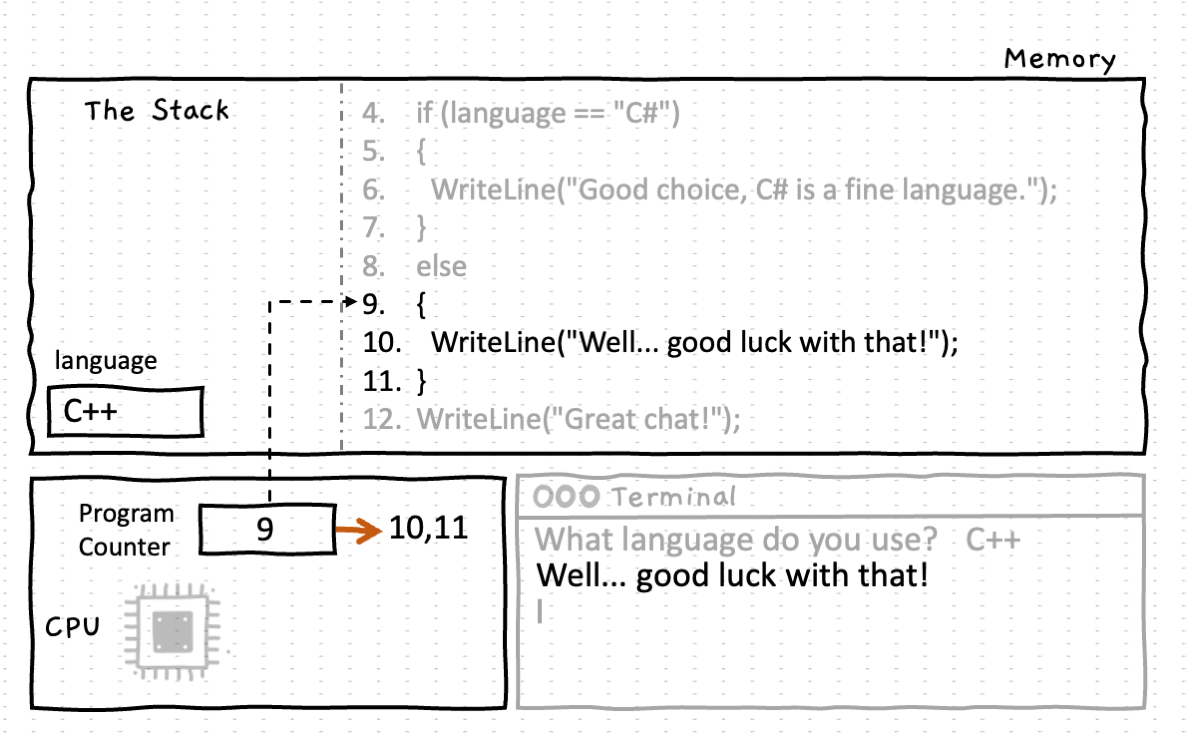 Memory
The Stack
4. if (language == "C#")
5. {
6. WriteLine("Good choice, C# is a fine language.");
7. }
8. else
9. {
10. WriteLine("Well... good luck with that!");
11. }
12. WriteLine("Great chat!");
language
C++
Program
Counter
9
10,11
CPU
Terminal
What language do you use? C++
Well... good luck with that!